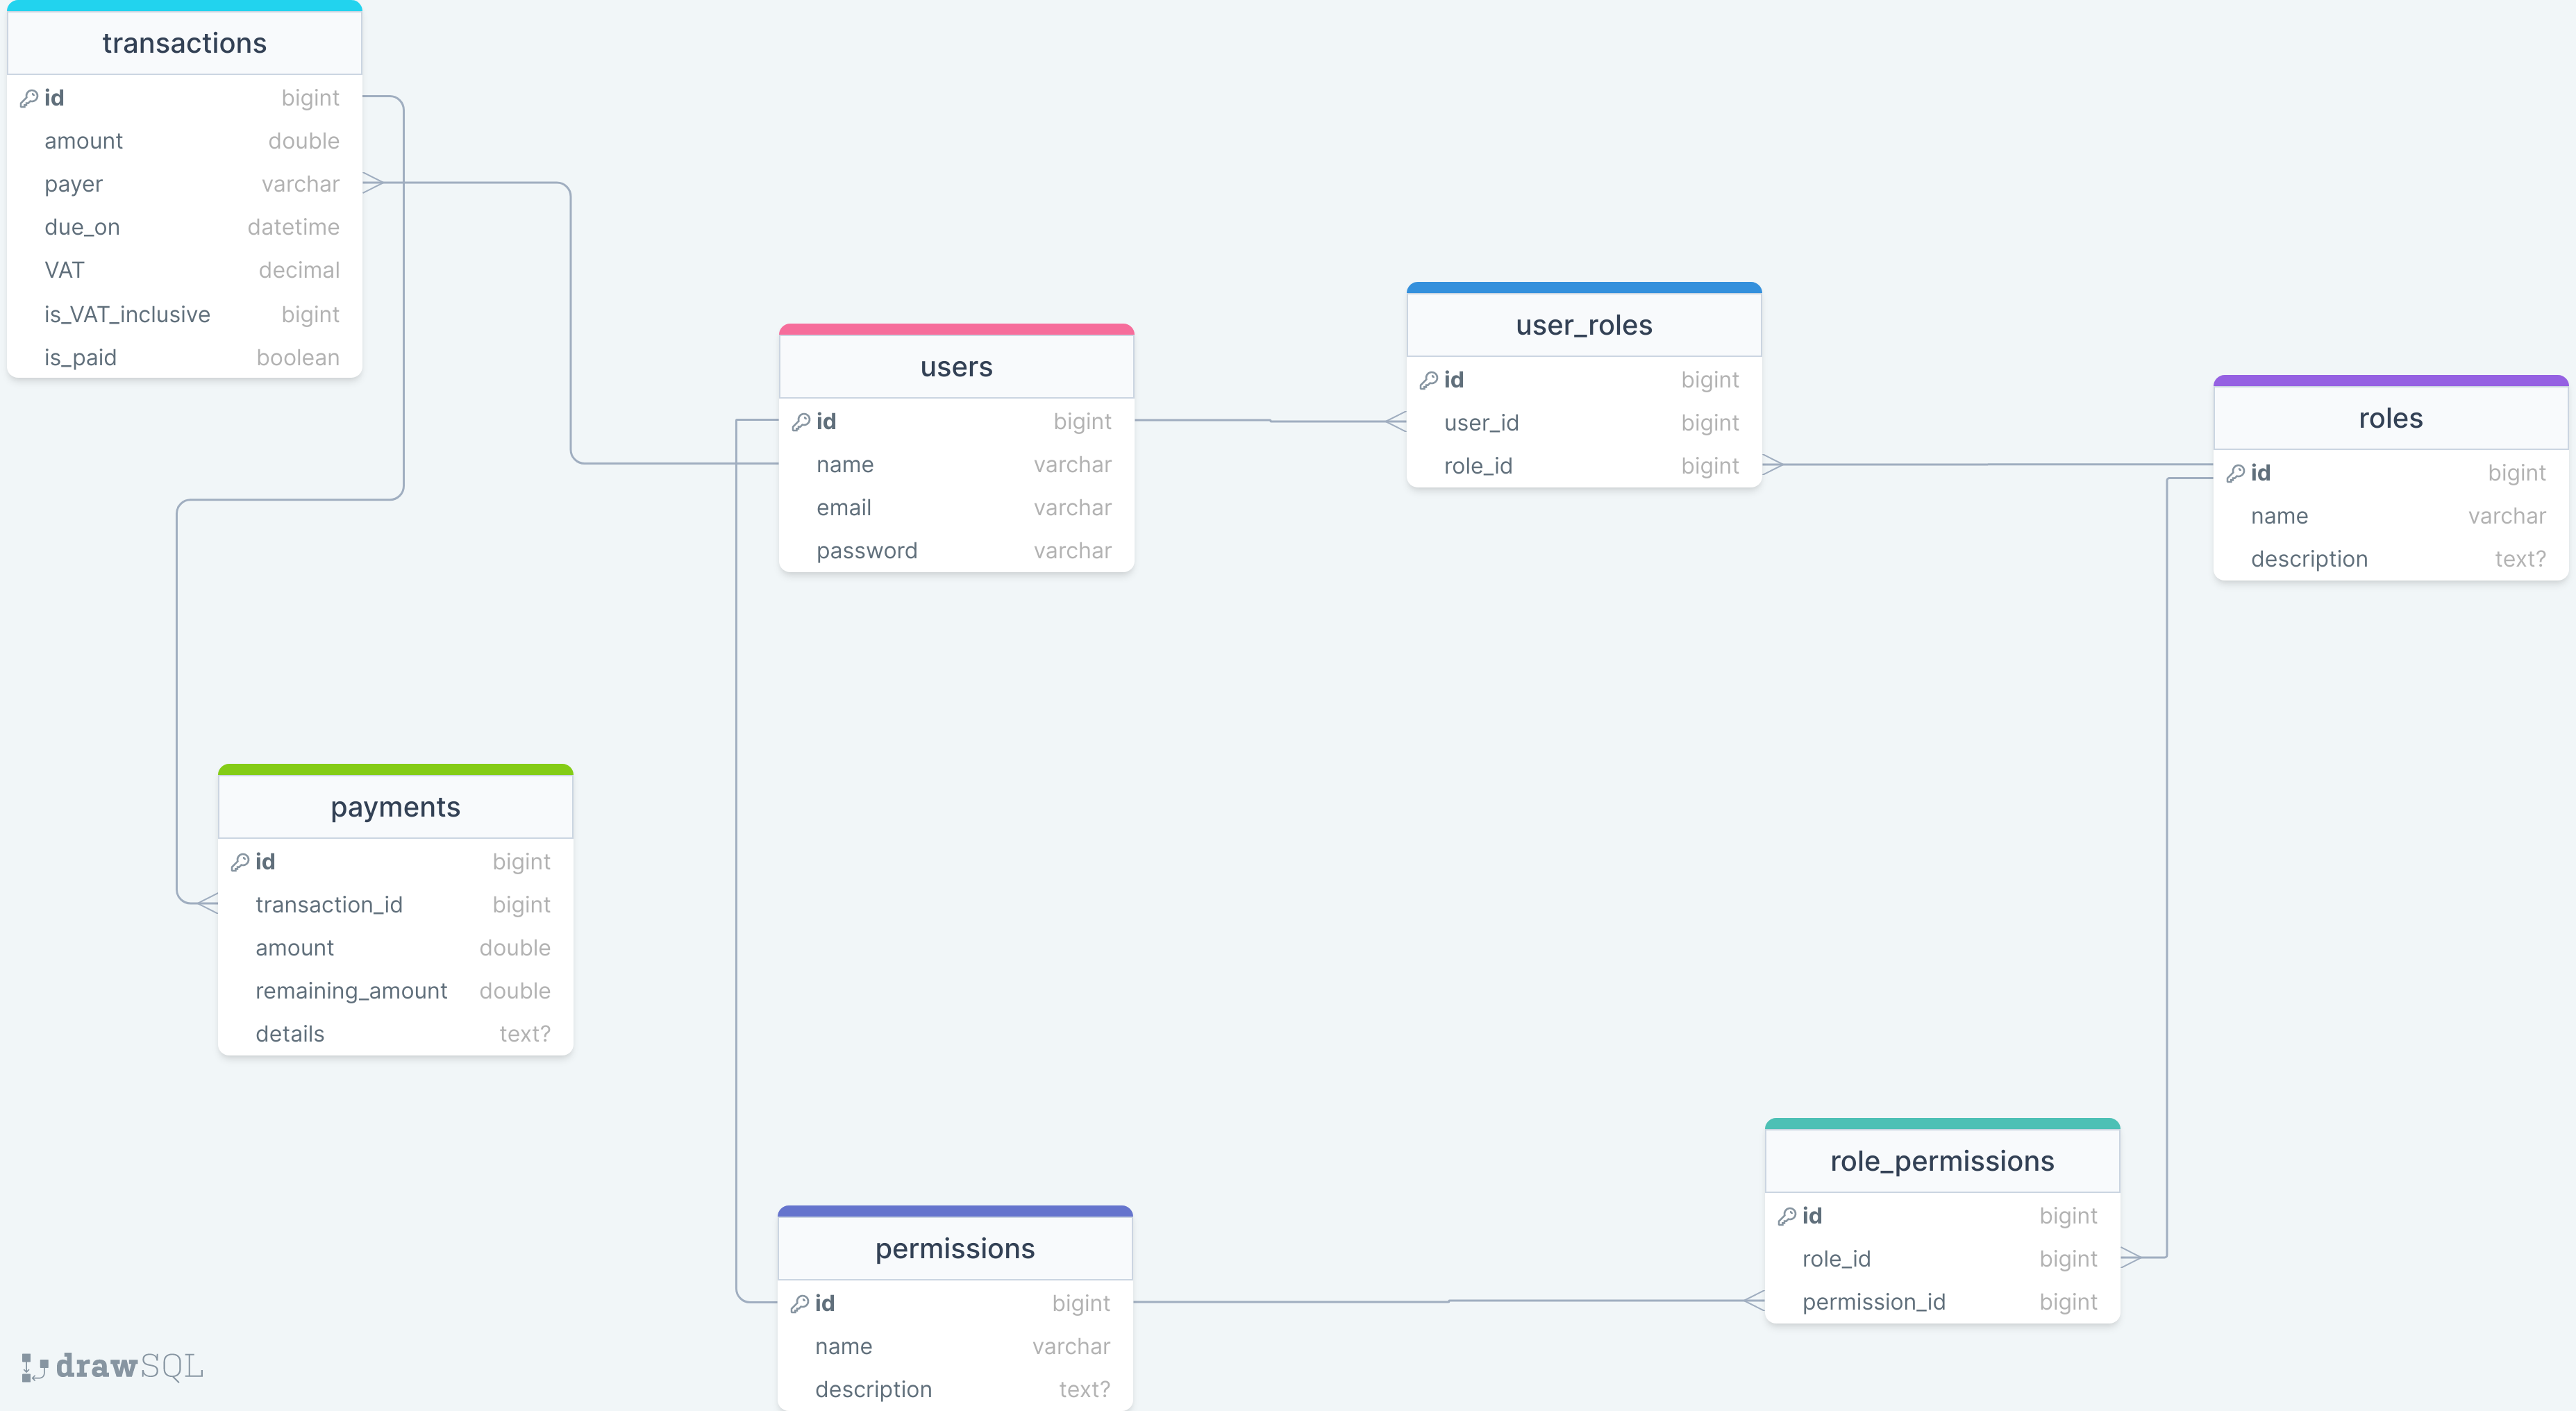 transactions
id bigint
amount double
payer varchar
due_on datetime
VAT decimal
is_VAT_inclusive bigint
is_paid boolean
users
id bigint
name varchar
email varchar
password varchar
user_roles
id bigint
user_id bigint
role_id bigint
roles
id bigint
name varchar
description text?
payments
id bigint
transaction_id bigint
amount double
remaining_amount double
details text?
permissions
id bigint
name varchar
description text?
role_permissions
id bigint
role_id bigint
permission_id bigint
drawSQL